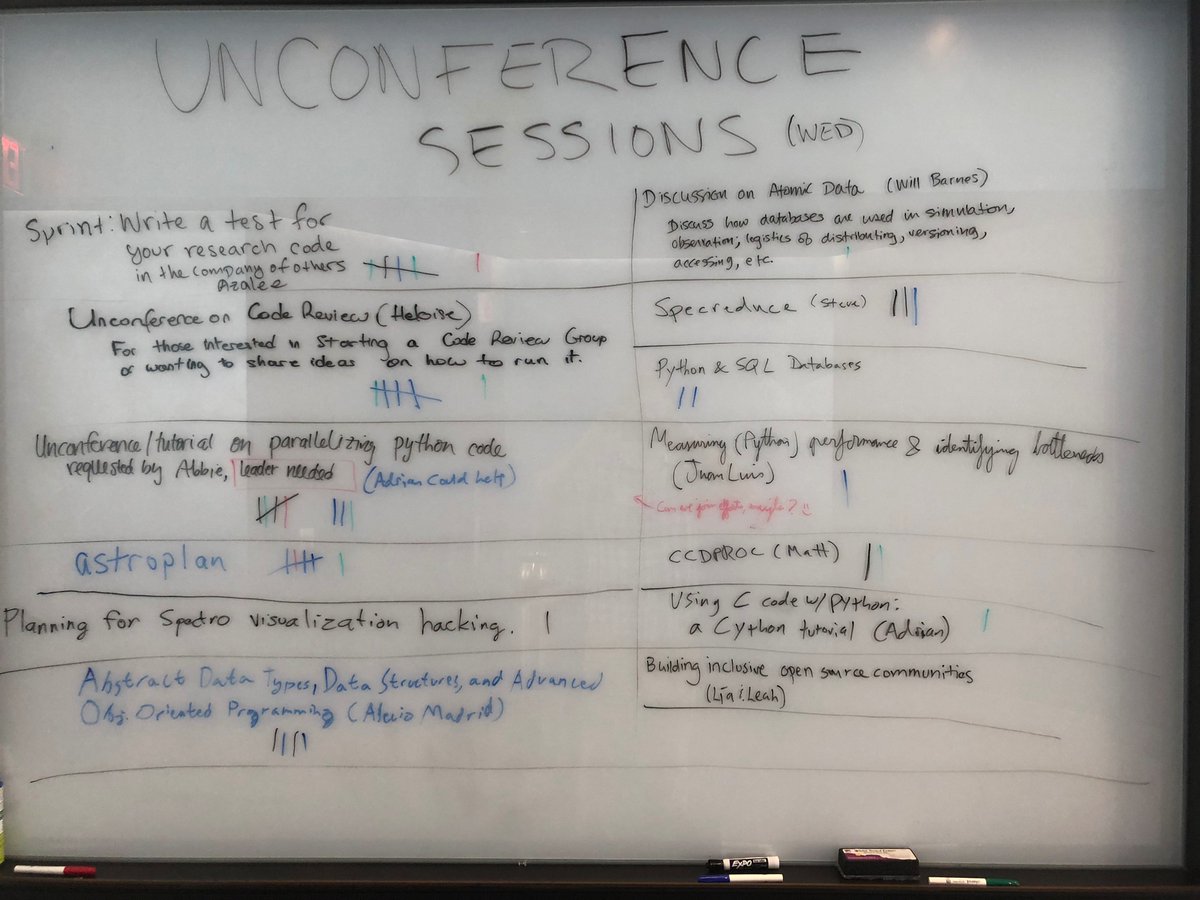 UNCONFERENCE
SESSIONS (WED)
Sprint: Write a test for
your research code
in the company of others
Azalee
Unconference on Code Review (Heloise)
For those interested in starting a Code Review Group
or wanting to share ideas on how to run it.
Unconference/tutorial on parallelizing python code
requested by Abbie, leader needed (Adrian could help)
astroplan
Planning for Spectro visualization hacking.
Abstract Data Types, Data Structures, and Advanced
Obj. Oriented Programming (Alexio Madrid)
Discussion on Atomic Data (Will Barnes)
Discuss how databases are used in simulation,
observation; logistics of distributing, versioning,
accessing, etc.
Specreduce (Steve)
Python & SQL Databases
Measuring (Python) performance & identifying bottlenecks
(Juan Luis)
Can we join efforts, maybe? :)
CCDPROC (Matt)
Using C code w/ python:
a Cython tutorial (Adrian)
Building inclusive open source communities
(Lia i. Leah)
EXPO